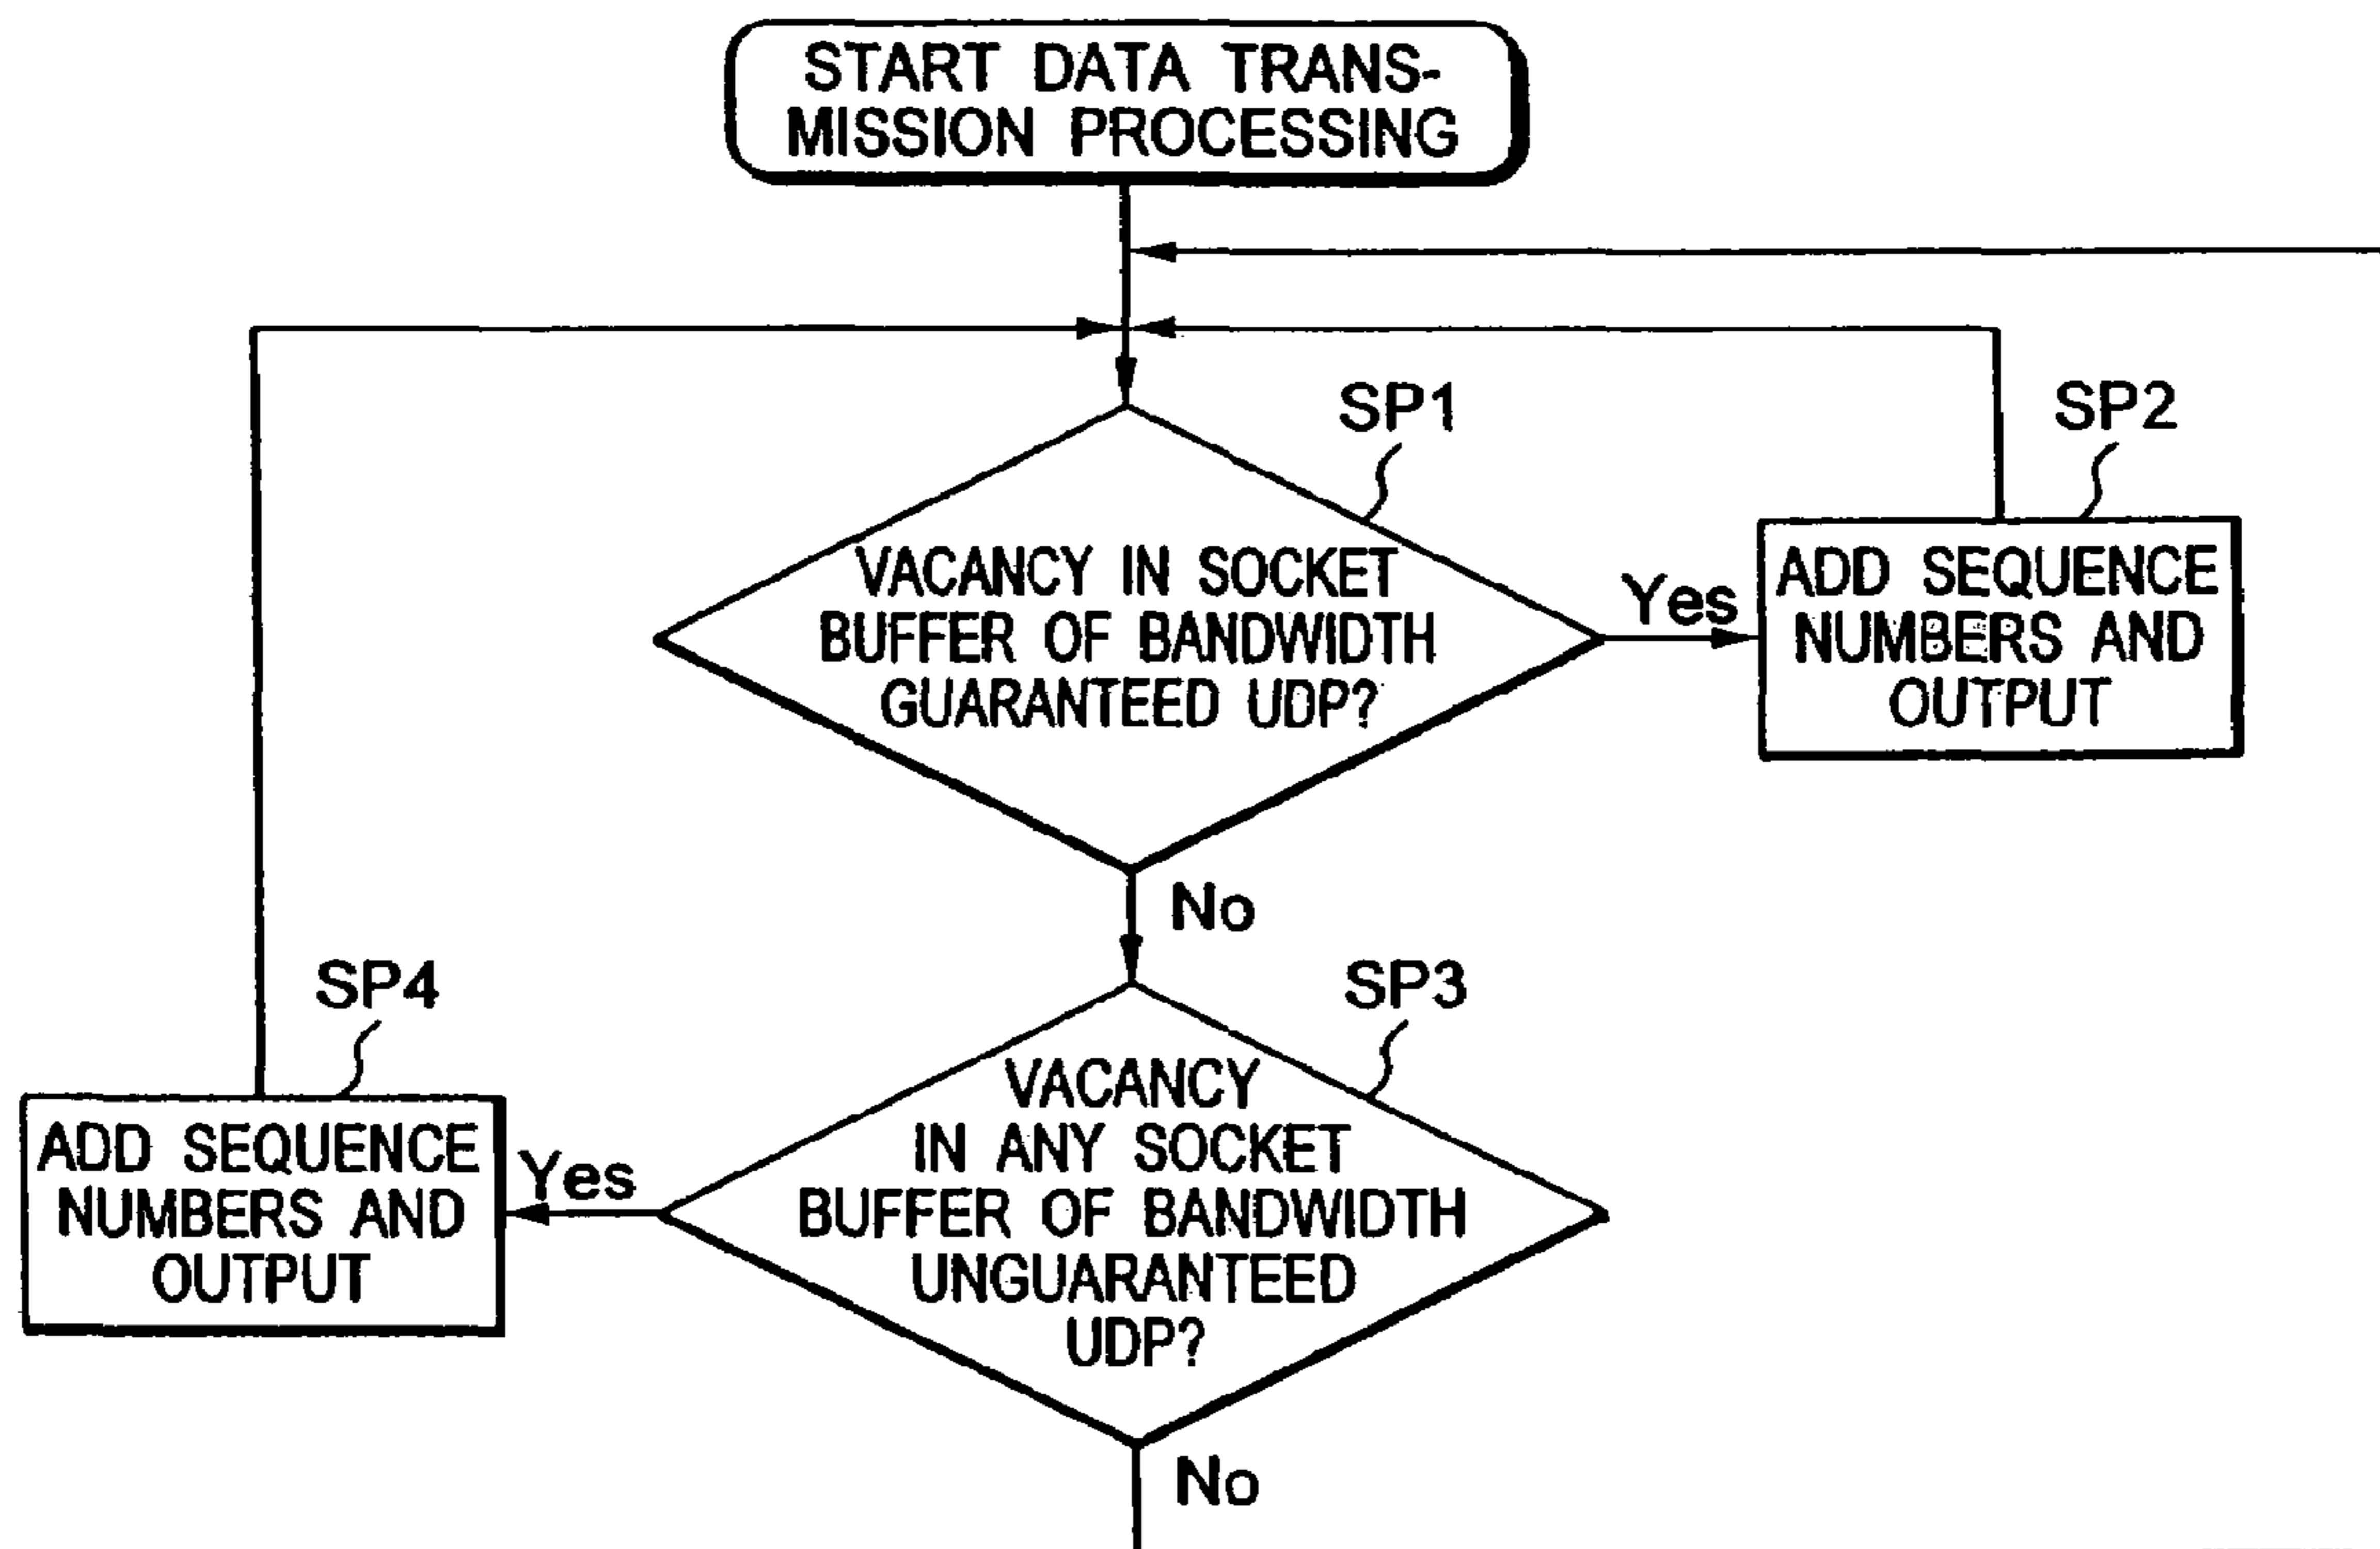 START DATA TRANS-
MISSION PROCESSING
SP1
SP2
VACANCY IN SOCKET
BUFFER OF BANDWIDTH
GUARANTEED UDP?
Yes
ADD SEQUENCE
NUMBERS AND
OUTPUT
No
SP4
SP3
VACANCY
IN ANY SOCKET
BUFFER OF BANDWIDTH
UNGUARANTEED
UDP?
Yes
ADD SEQUENCE
NUMBERS AND
OUTPUT
No